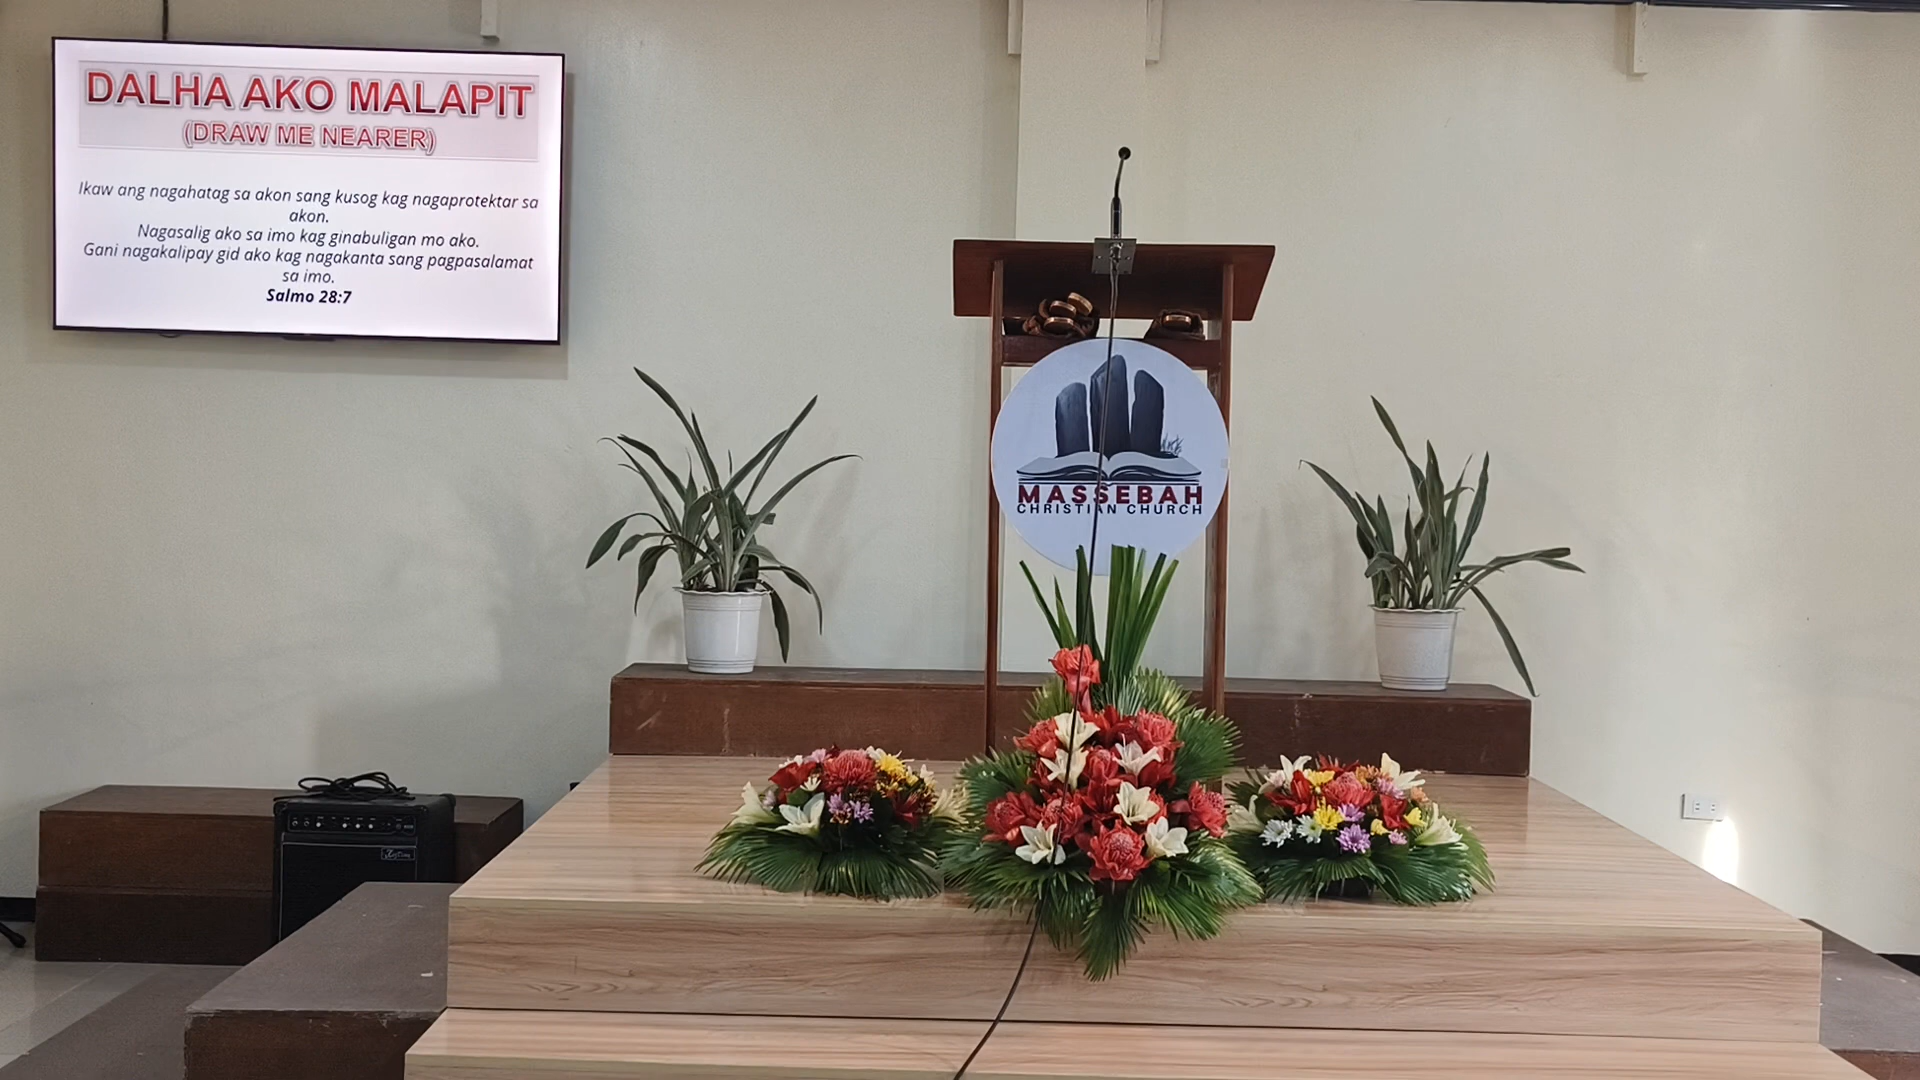 DALHA AKO MALAPIT
(DRAW ME NEARER)
Ikaw ang nagahatag sa akon sang kusog kag nagaprotektar sa
akon.
Nagasalig ako sa imo kag ginabuligan mo ako.
Gani nagakalipay gid ako kag nagakanta sang pagpasalamat
sa imo.
Salmo 28:7
MASSEBAH
CHRISTIAN CHURCH